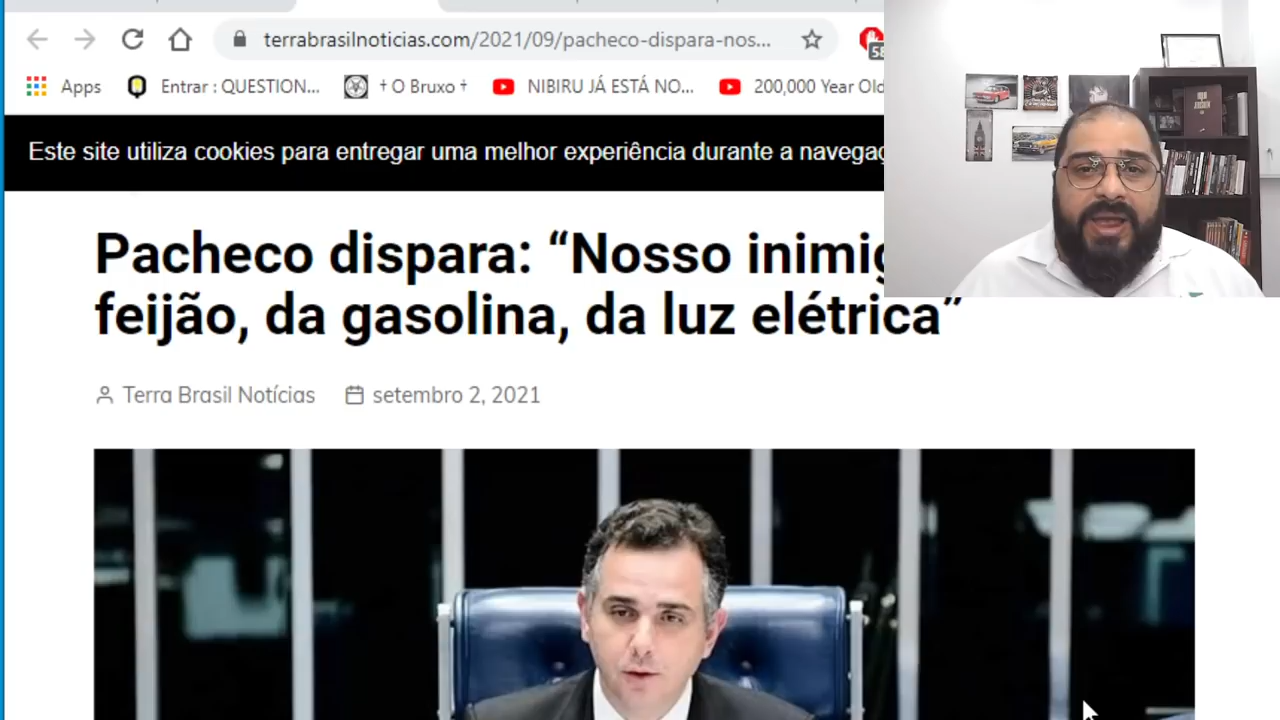 terrabrasilnoticias.com/2021/09/pacheco-dispara-nos...
58
Apps
Entrar : QUESTION...
† O Bruxo †
NIBIRU JÁ ESTÁ NO...
200,000 Year Old
Este site utiliza cookies para entregar uma melhor experiência durante a navegaç
Pacheco dispara: “Nosso inimig
feijão, da gasolina, da luz elétrica”
Terra Brasil Notícias
setembro 2, 2021